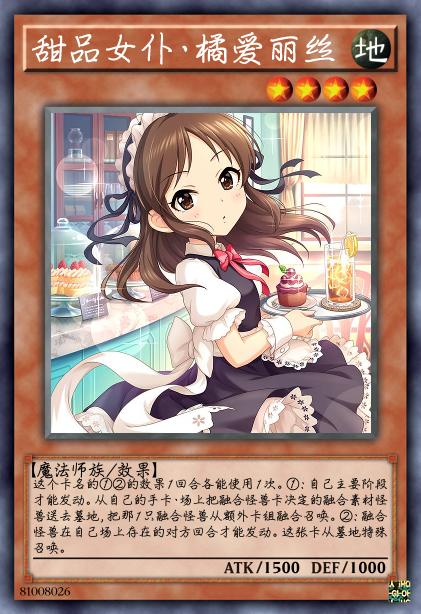 甜品女仆·橘爱丽丝
地
【魔法师族/效果】
这个卡名的①②的效果1回合各能使用1次。①:自己主要阶段
才能发动。从自己的手卡·场上把融合怪兽卡决定的融合素材怪
兽送去墓地,把那1只融合怪兽从额外卡组融合召唤。②:融合
怪兽在自己场上存在的对方回合才能发动。这张卡从墓地特殊
召唤。
ATK/1500 DEF/1000
81008026